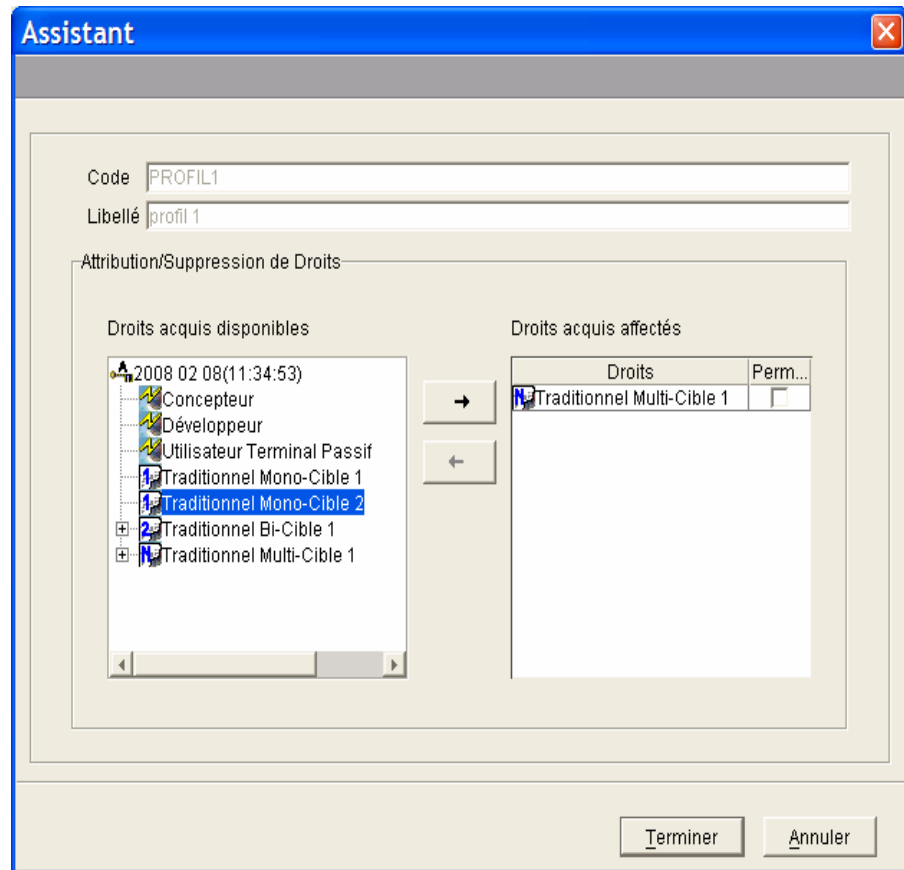 Assistant
Code PROFIL1
Libellé profil 1
Attribution/Suppression de Droits
Droits acquis disponibles
2008 02 08(11:34:53)
Concepteur
Développeur
Utilisateur Terminal Passif
Traditionnel Mono-Cible 1
Traditionnel Mono-Cible 2
Traditionnel Bi-Cible 1
Traditionnel Multi-Cible 1
Droits acquis affectés
Droits Perm...
Traditionnel Multi-Cible 1
Terminer Annuler